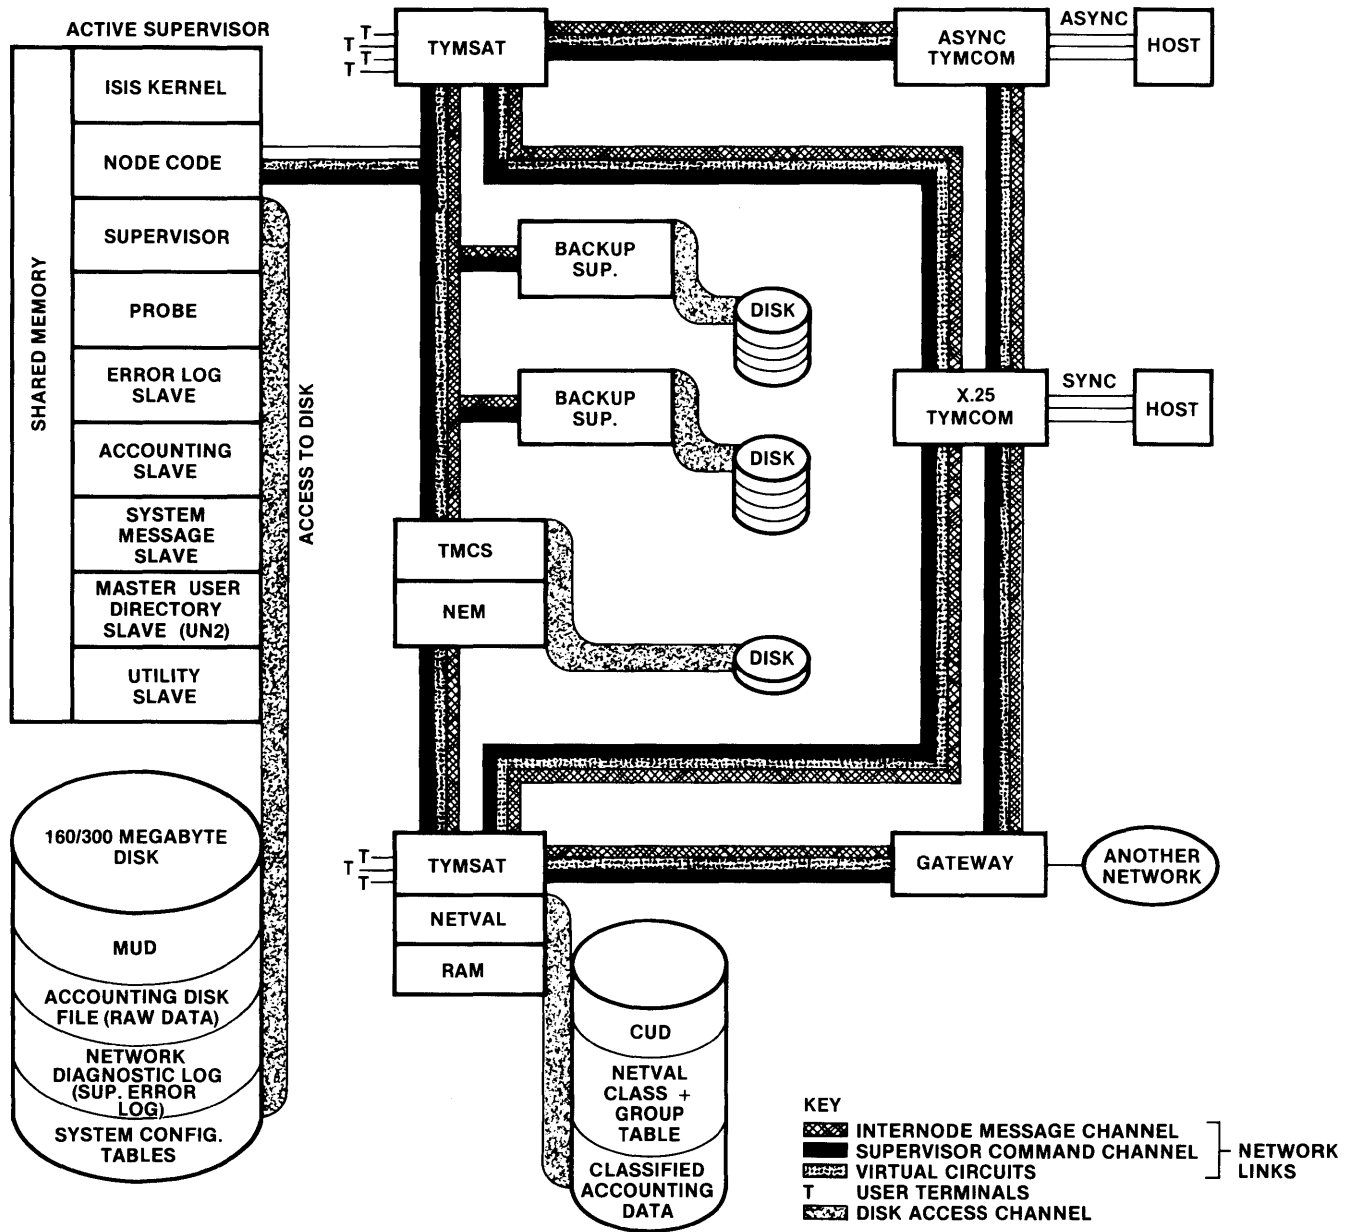 ACTIVE SUPERVISOR
SHARED MEMORY
ISIS KERNEL
NODE CODE
SUPERVISOR
PROBE
ERROR LOG
SLAVE
ACCOUNTING
SLAVE
SYSTEM
MESSAGE
SLAVE
MASTER USER
DIRECTORY
SLAVE (UN2)
UTILITY
SLAVE
ACCESS TO DISK
160/300 MEGABYTE
DISK
MUD
ACCOUNTING DISK
FILE (RAW DATA)
NETWORK
DIAGNOSTIC LOG
(SUP. ERROR
LOG)
SYSTEM CONFIG.
TABLES
T
T
T
T
TYMSAT
ASYNC
TYMCOM
ASYNC
HOST
BACKUP
SUP.
DISK
BACKUP
SUP.
DISK
X.25
TYMCOM
SYNC
HOST
TMCS
NEM
DISK
T
T
T
TYMSAT
NETVAL
RAM
GATEWAY
ANOTHER
NETWORK
CUD
NETVAL
CLASS +
GROUP
TABLE
CLASSIFIED
ACCOUNTING
DATA
KEY
INTERNODE MESSAGE CHANNEL
SUPERVISOR COMMAND CHANNEL
VIRTUAL CIRCUITS
NETWORK
LINKS
T USER TERMINALS
DISK ACCESS CHANNEL